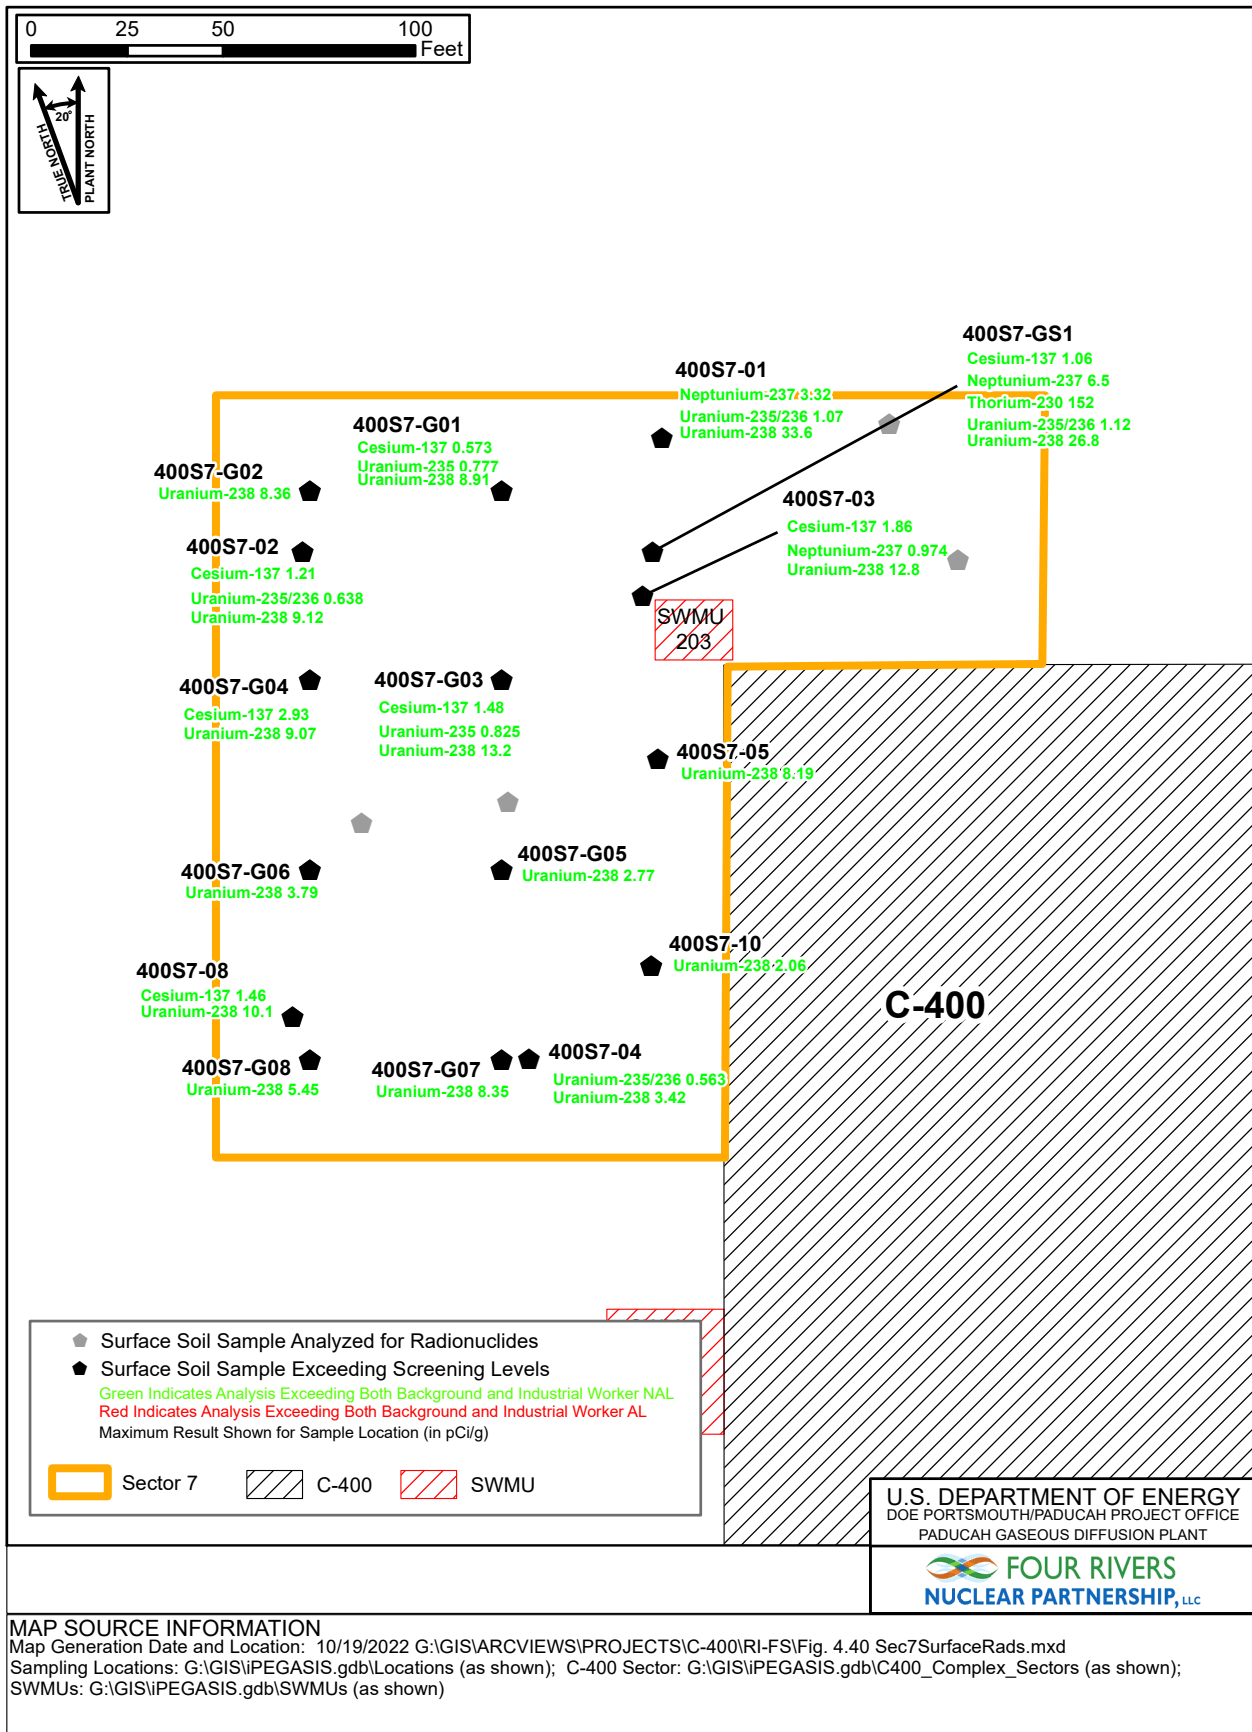 0 25 50 100
Feet
20°
TRUE NORTH
PLANT NORTH
400S7-GS1
Cesium-137 1.06
Neptunium-237 6.5
Thorium-230 152
Uranium-235/236 1.12
Uranium-238 26.8
400S7-01
Neptunium-237 3.32
Uranium-235/236 1.07
Uranium-238 33.6
400S7-G01
Cesium-137 0.573
Uranium-235 0.777
Uranium-238 8.91
400S7-G02
Uranium-238 8.36
400S7-03
Cesium-137 1.86
Neptunium-237 0.974
Uranium-238 12.8
400S7-02
Cesium-137 1.21
Uranium-235/236 0.638
Uranium-238 9.12
SWMU
203
400S7-G04
Cesium-137 2.93
Uranium-238 9.07
400S7-G03
Cesium-137 1.48
Uranium-235 0.825
Uranium-238 13.2
400S7-05
Uranium-238 8.19
400S7-G05
Uranium-238 2.77
400S7-G06
Uranium-238 3.79
400S7-10
Uranium-238 2.06
400S7-08
Cesium-137 1.46
Uranium-238 10.1
C-400
400S7-G08
Uranium-238 5.45
400S7-G07
Uranium-238 8.35
400S7-04
Uranium-235/236 0.563
Uranium-238 3.42
Surface Soil Sample Analyzed for Radionuclides
Surface Soil Sample Exceeding Screening Levels
Green Indicates Analysis Exceeding Both Background and Industrial Worker NAL
Red Indicates Analysis Exceeding Both Background and Industrial Worker AL
Maximum Result Shown for Sample Location (in pCi/g)
Sector 7 C-400 SWMU
U.S. DEPARTMENT OF ENERGY
DOE PORTSMOUTH/PADUCAH PROJECT OFFICE
PADUCAH GASEOUS DIFFUSION PLANT
FOUR RIVERS
NUCLEAR PARTNERSHIP, LLC
MAP SOURCE INFORMATION
Map Generation Date and Location: 10/19/2022 G:\GIS\ARCVIEWS\PROJECTS\C-400\RI-FS\Fig. 4.40 Sec7SurfaceRads.mxd
Sampling Locations: G:\GIS\iPEGASIS.gdb\Locations (as shown); C-400 Sector: G:\GIS\iPEGASIS.gdb\C400_Complex_Sectors (as shown);
SWMUs: G:\GIS\iPEGASIS.gdb\SWMUs (as shown)